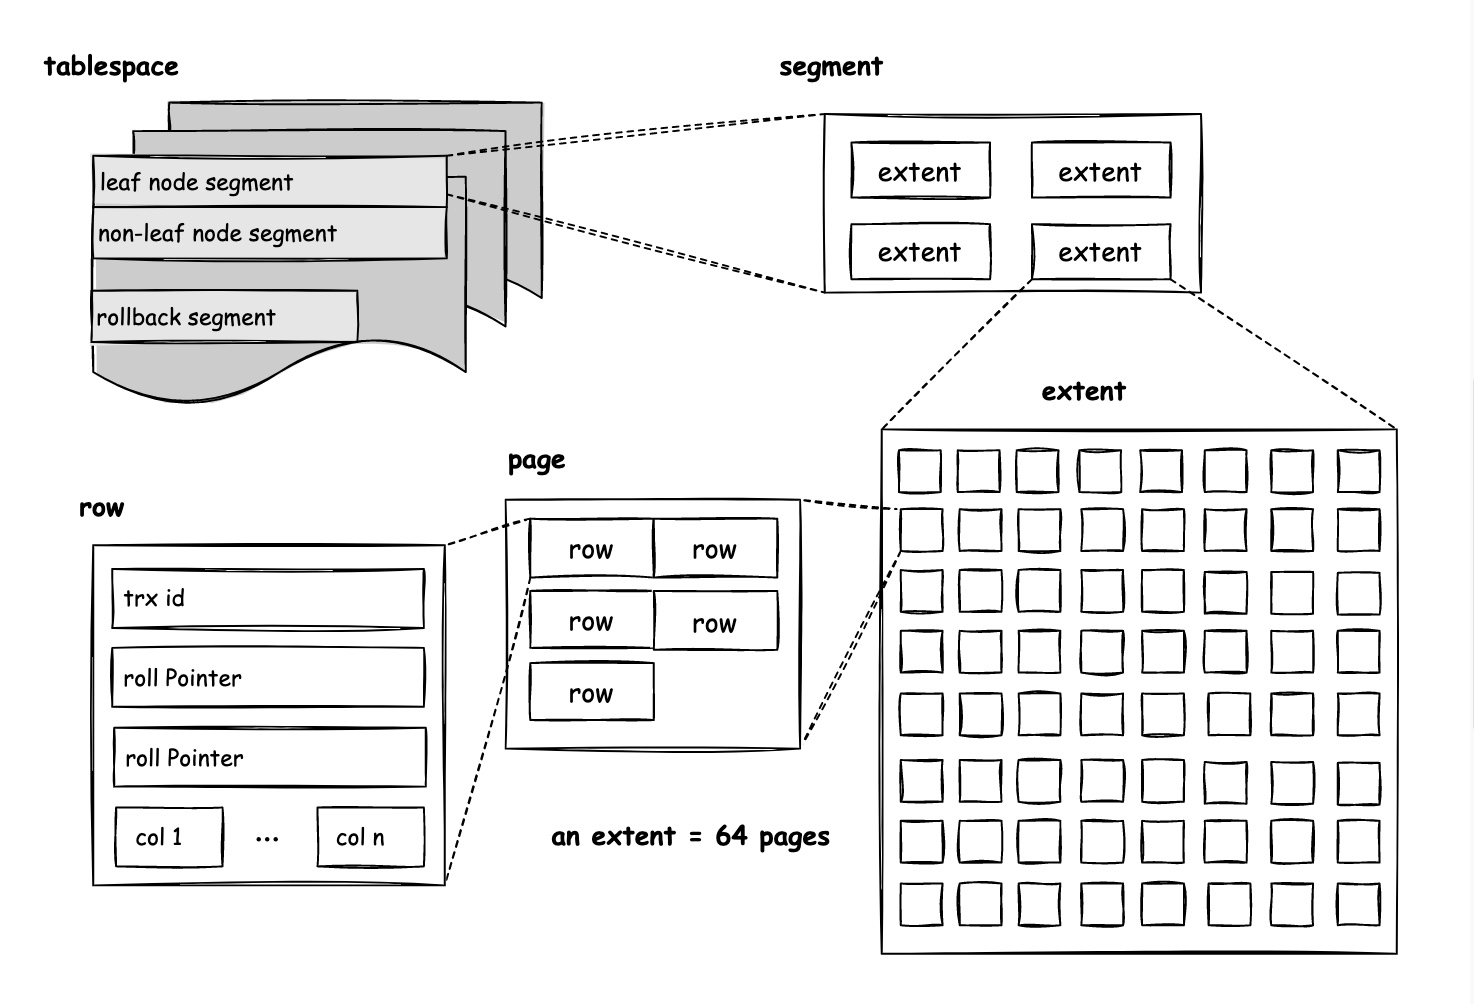 tablespace
leaf node segment
non-leaf node segment
rollback segment
segment
extent
extent
extent
extent
extent
page
row
row
row
row
row
row
trx id
roll Pointer
roll Pointer
col 1
...
col n
an extent = 64 pages